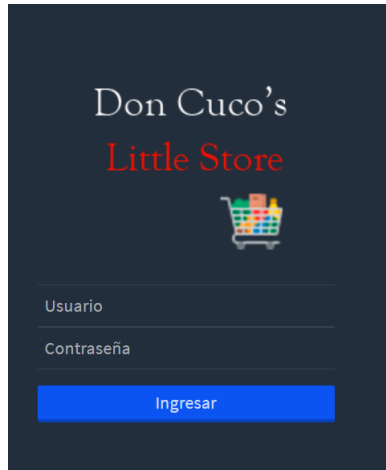 Don Cuco's
Little Store
Usuario
Contraseña
Ingresar